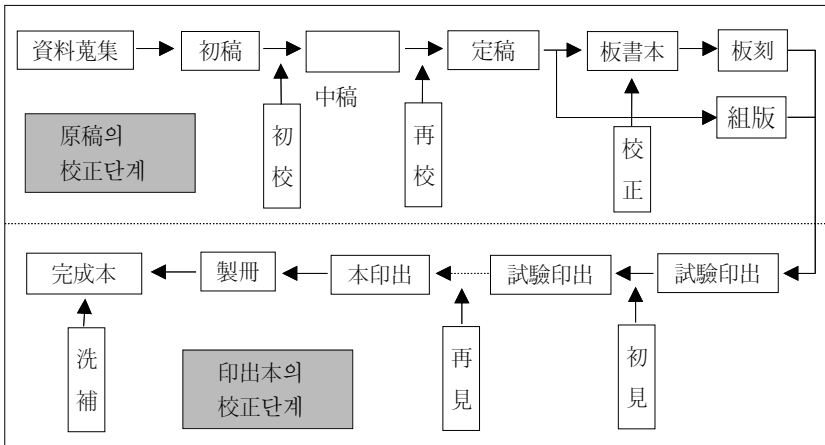 資料蒐集
初稿
中稿
定稿
板書本
板刻
組版
初校
再校
校正
原稿의
校正단계
完成本
製冊
本印出
試驗印出
試驗印出
洗補
再見
初見
印出本의
校正단계